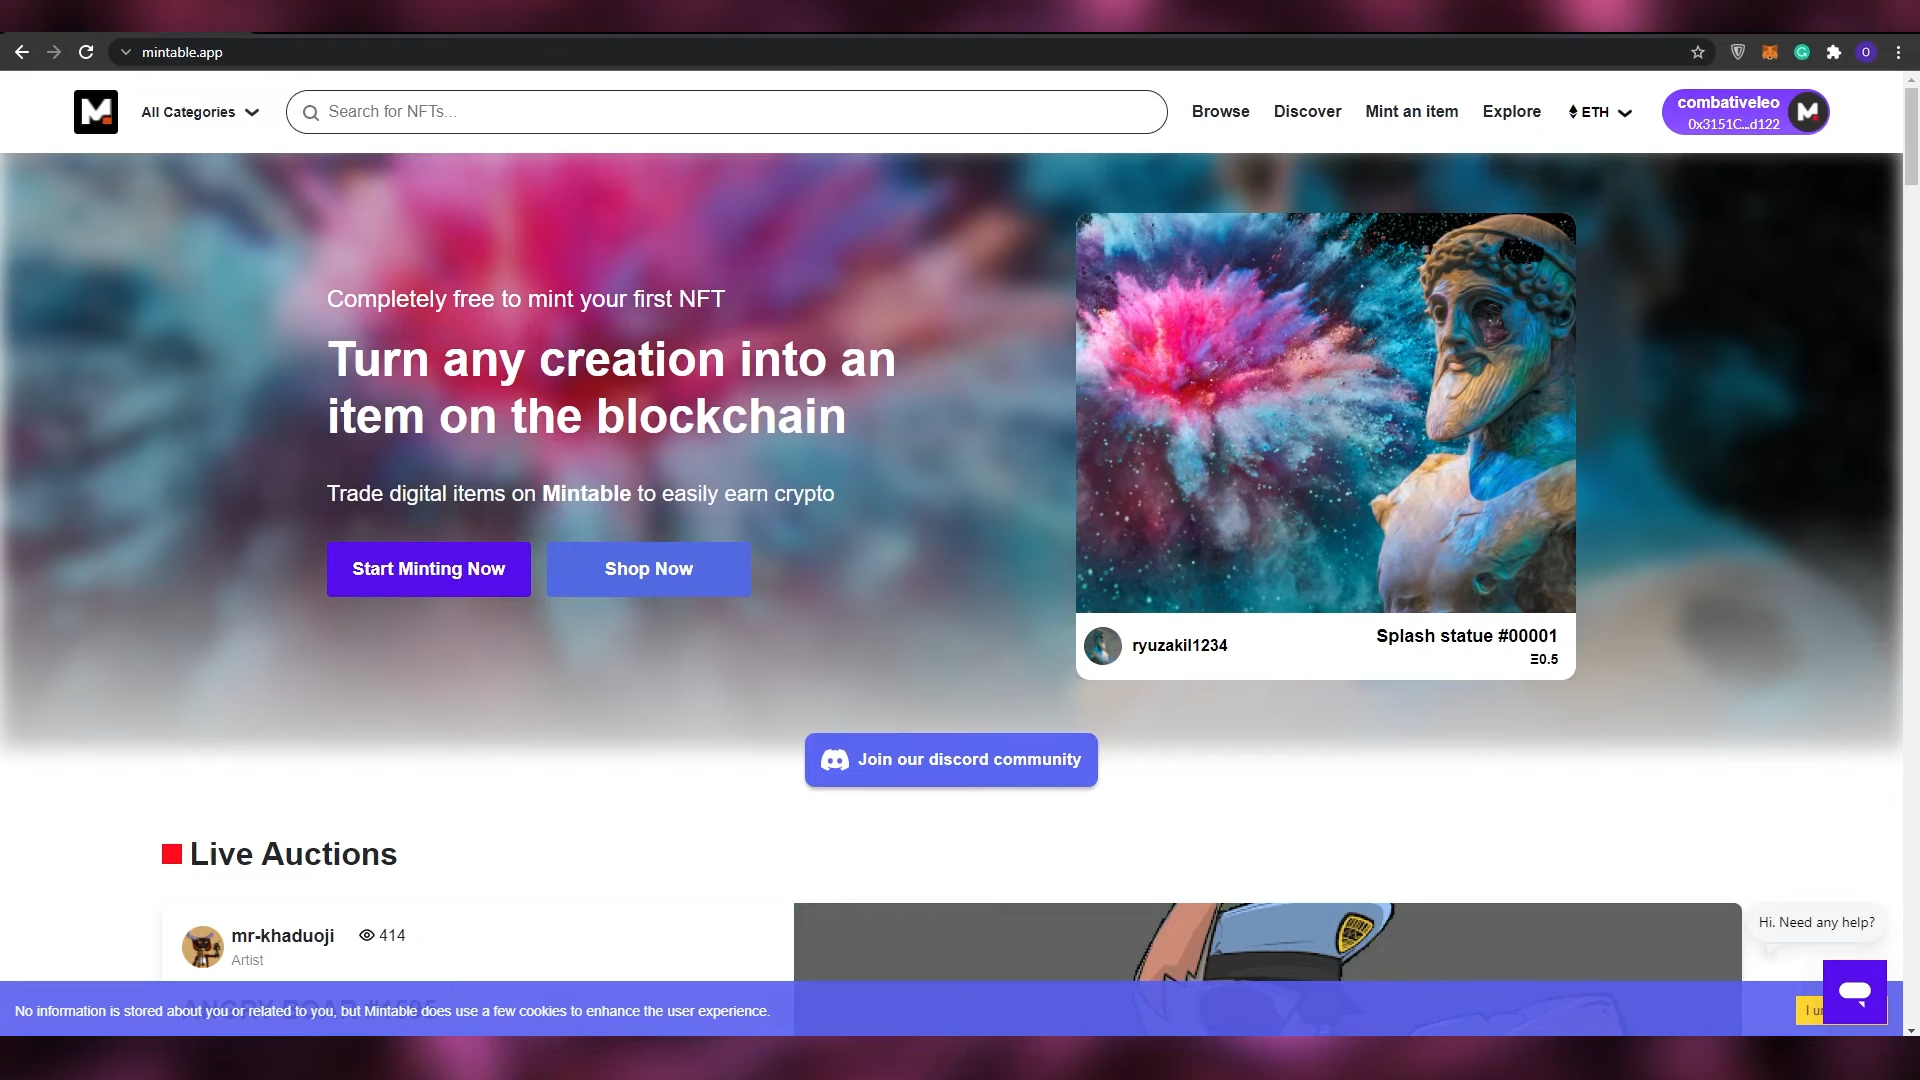 mintable.app
O
M
All Categories
Search for NFTs...
Browse
Discover
Mint an item
Explore
ETH
combativeleo
0x3151C...d122
M
Completely free to mint your first NFT
Turn any creation into an
item on the blockchain
Trade digital items on Mintable to easily earn crypto
Start Minting Now
Shop Now
ryuzakil1234
Splash statue #00001
Ξ0.5
Join our discord community
Live Auctions
mr-khaduoji
414
Artist
Hi. Need any help?
No information is stored about you or related to you, but Mintable does use a few cookies to enhance the user experience.